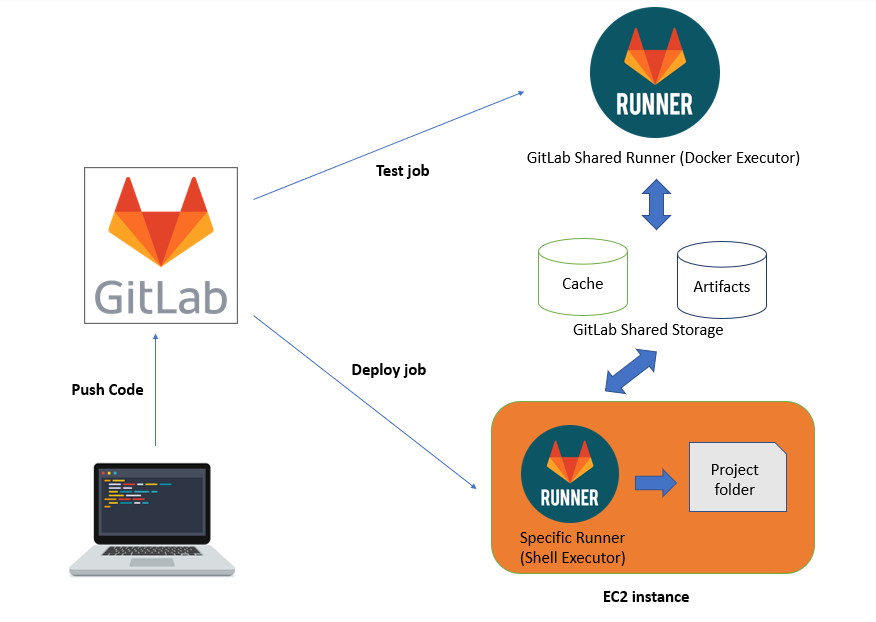 RUNNER
GitLab Shared Runner (Docker Executor)
Test job
GitLab
Cache
Artifacts
GitLab Shared Storage
Push Code
Deploy job
RUNNER
Project
folder
Specific Runner
(Shell Executor)
EC2 instance